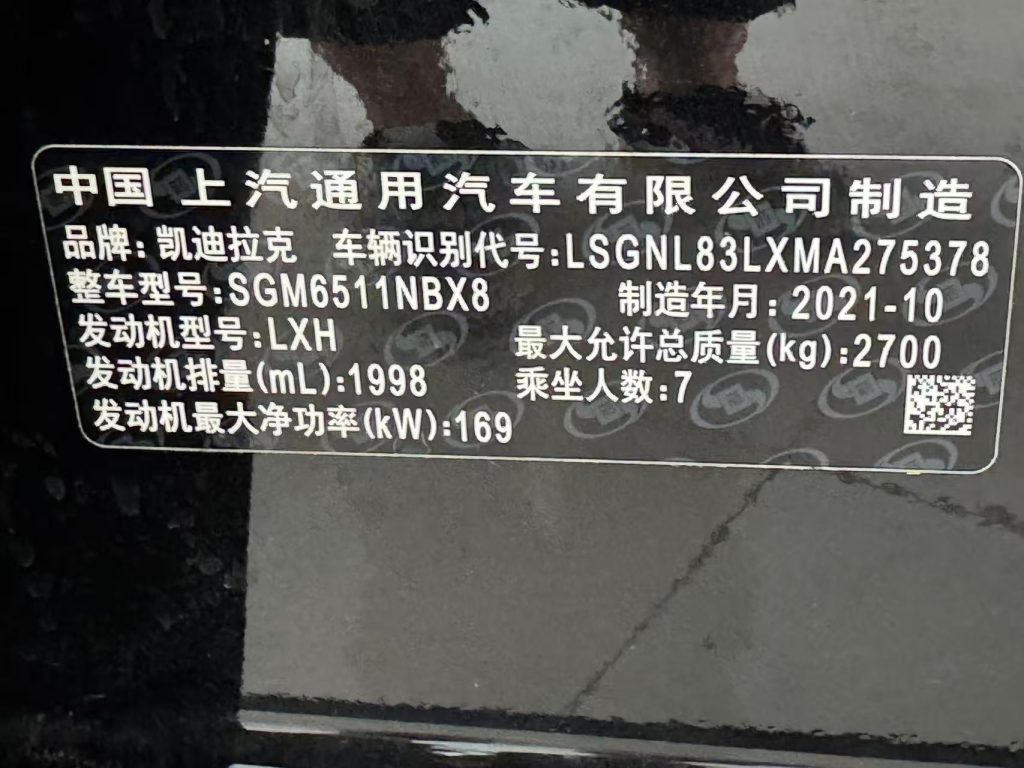 中国 上汽通用汽车有限公司制造
品牌:凯迪拉克 车辆识别代号:LSGNL83LXMA275378
整车型号:SGM6511NBX8 制造年月:2021-10
发动机型号:LXH 最大允许总质量(kg):2700
发动机排量(mL):1998 乘坐人数:7
发动机最大净功率(kW):169